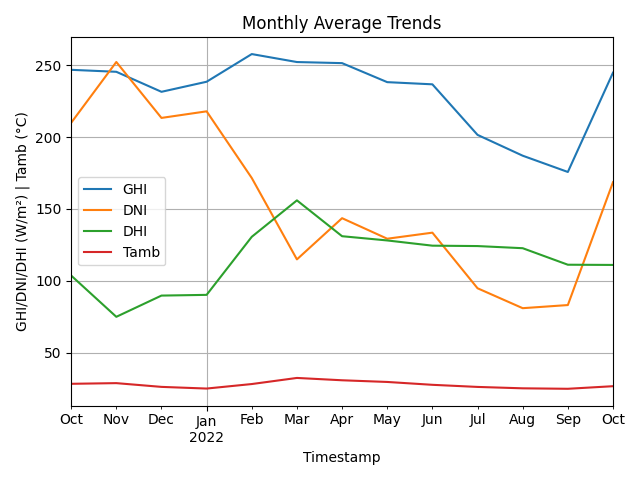 Monthly Average Trends
GHI/DNI/DHI (W/m²) | Tamb (°C)
250
200
150
100
50
GHI
DNI
DHI
Tamb
Oct Nov Dec Jan Feb Mar Apr May Jun Jul Aug Sep Oct
2022
Timestamp